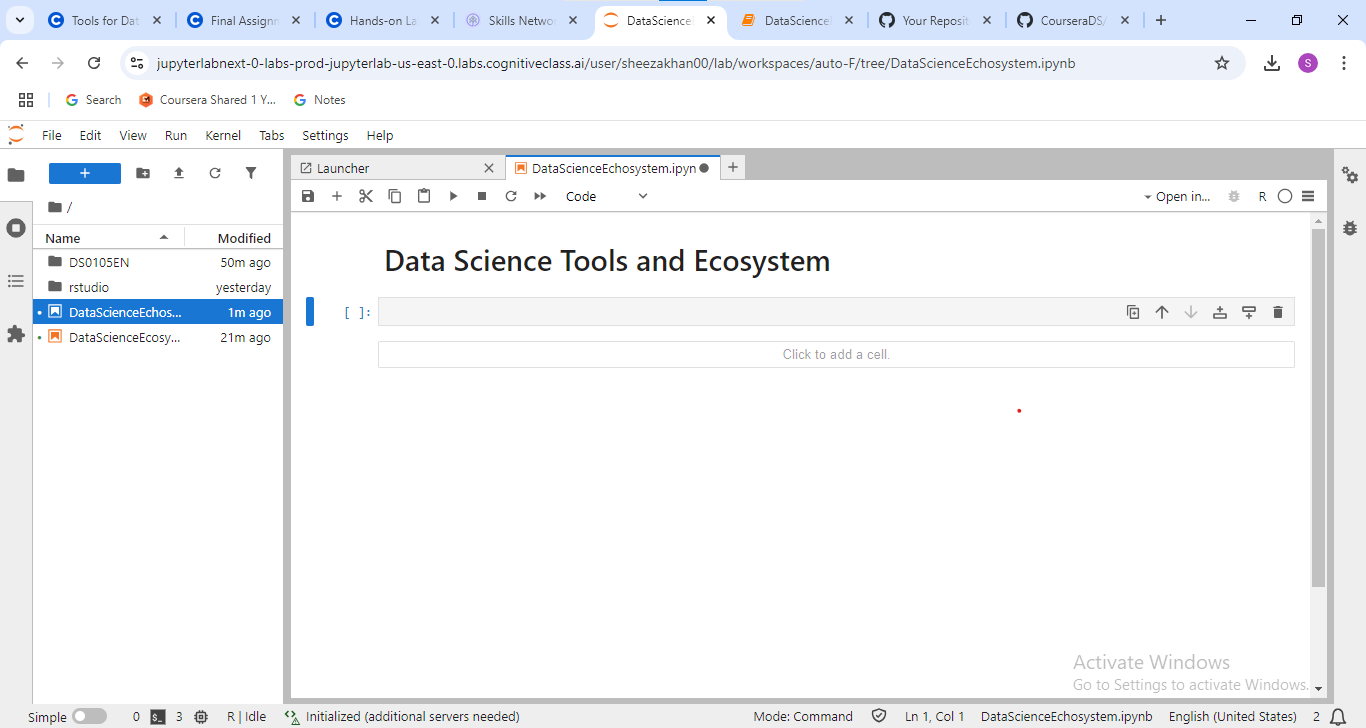 Tools for Dat
Final Assignm
Hands-on La
Skills Networ
DataScienceE
DataScienceE
Your Reposit
CourseraDS/
jupyterlabnext-0-labs-prod-jupyterlab-us-east-0.labs.cognitiveclass.ai/user/sheezakhan00/lab/workspaces/auto-F/tree/DataScienceEchosystem.ipynb
S
Search
Coursera Shared 1 Y...
Notes
File Edit View Run Kernel Tabs Settings Help
Launcher
DataScienceEchosystem.ipyn
Code
Open in...
R
/
Name Modified
DS0105EN 50m ago
rstudio yesterday
DataScienceEchos... 1m ago
DataScienceEcosy... 21m ago
Data Science Tools and Ecosystem
[ ]:
Click to add a cell.
Activate Windows
Go to Settings to activate Windows.
Simple 0 3 R | Idle Initialized (additional servers needed) Mode: Command Ln 1, Col 1 DataScienceEchosystem.ipynb English (United States) 2